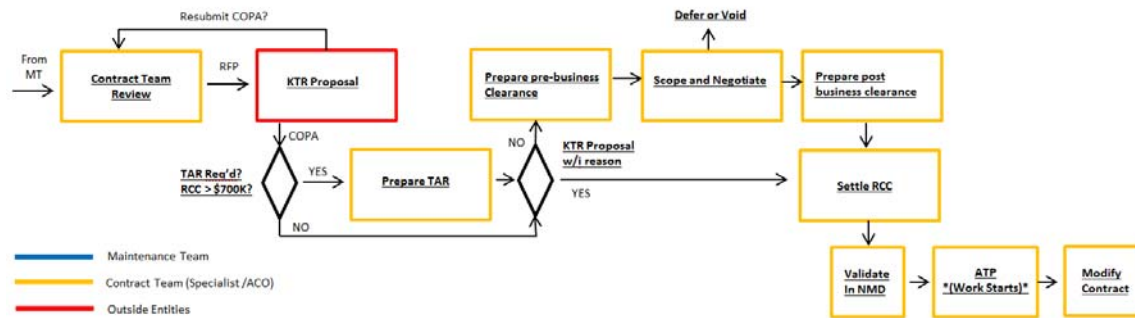 Resubmit COPA?
Defer or Void
From
MT
Contract Team
Review
RFP
KTR Proposal
Prepare pre-business
Clearance
Scope and Negotiate
Prepare post
business clearance
COPA
NO
KTR Proposal
w/i reason
TAR Req'd?
RCC > $700K?
YES
Prepare TAR
YES
Settle RCC
NO
Maintenance Team
Contract Team (Specialist/ACO)
Outside Entities
Validate
In NMD
ATP
*(Work Starts)*
Modify
Contract